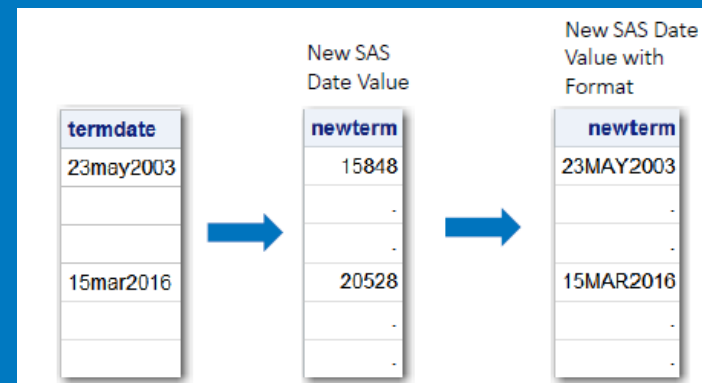 New SAS
Date Value
New SAS Date
Value with
Format
termdate
23may2003
15mar2016
newterm
15848
.
.
20528
.
.
newterm
23MAY2003
.
.
15MAR2016
.
.